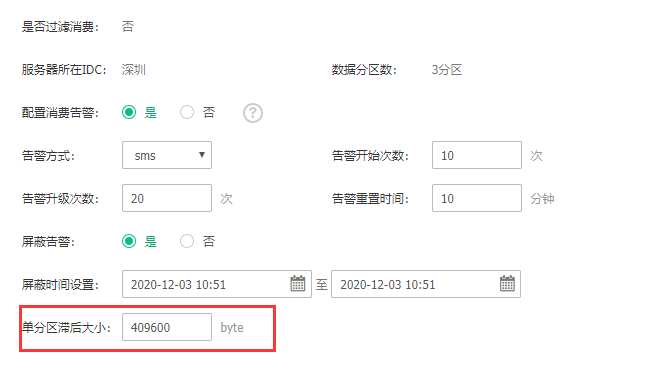 是否过滤消费： 否
服务器所在IDC： 深圳 数据分区数： 3分区
配置消费告警： 是 否 ?
告警方式： sms 告警开始次数： 10 次
告警升级次数： 20 次 告警重置时间： 10 分钟
屏蔽告警： 是 否
屏蔽时间设置： 2020-12-03 10:51 至 2020-12-03 10:51
单分区滞后大小： 409600 byte